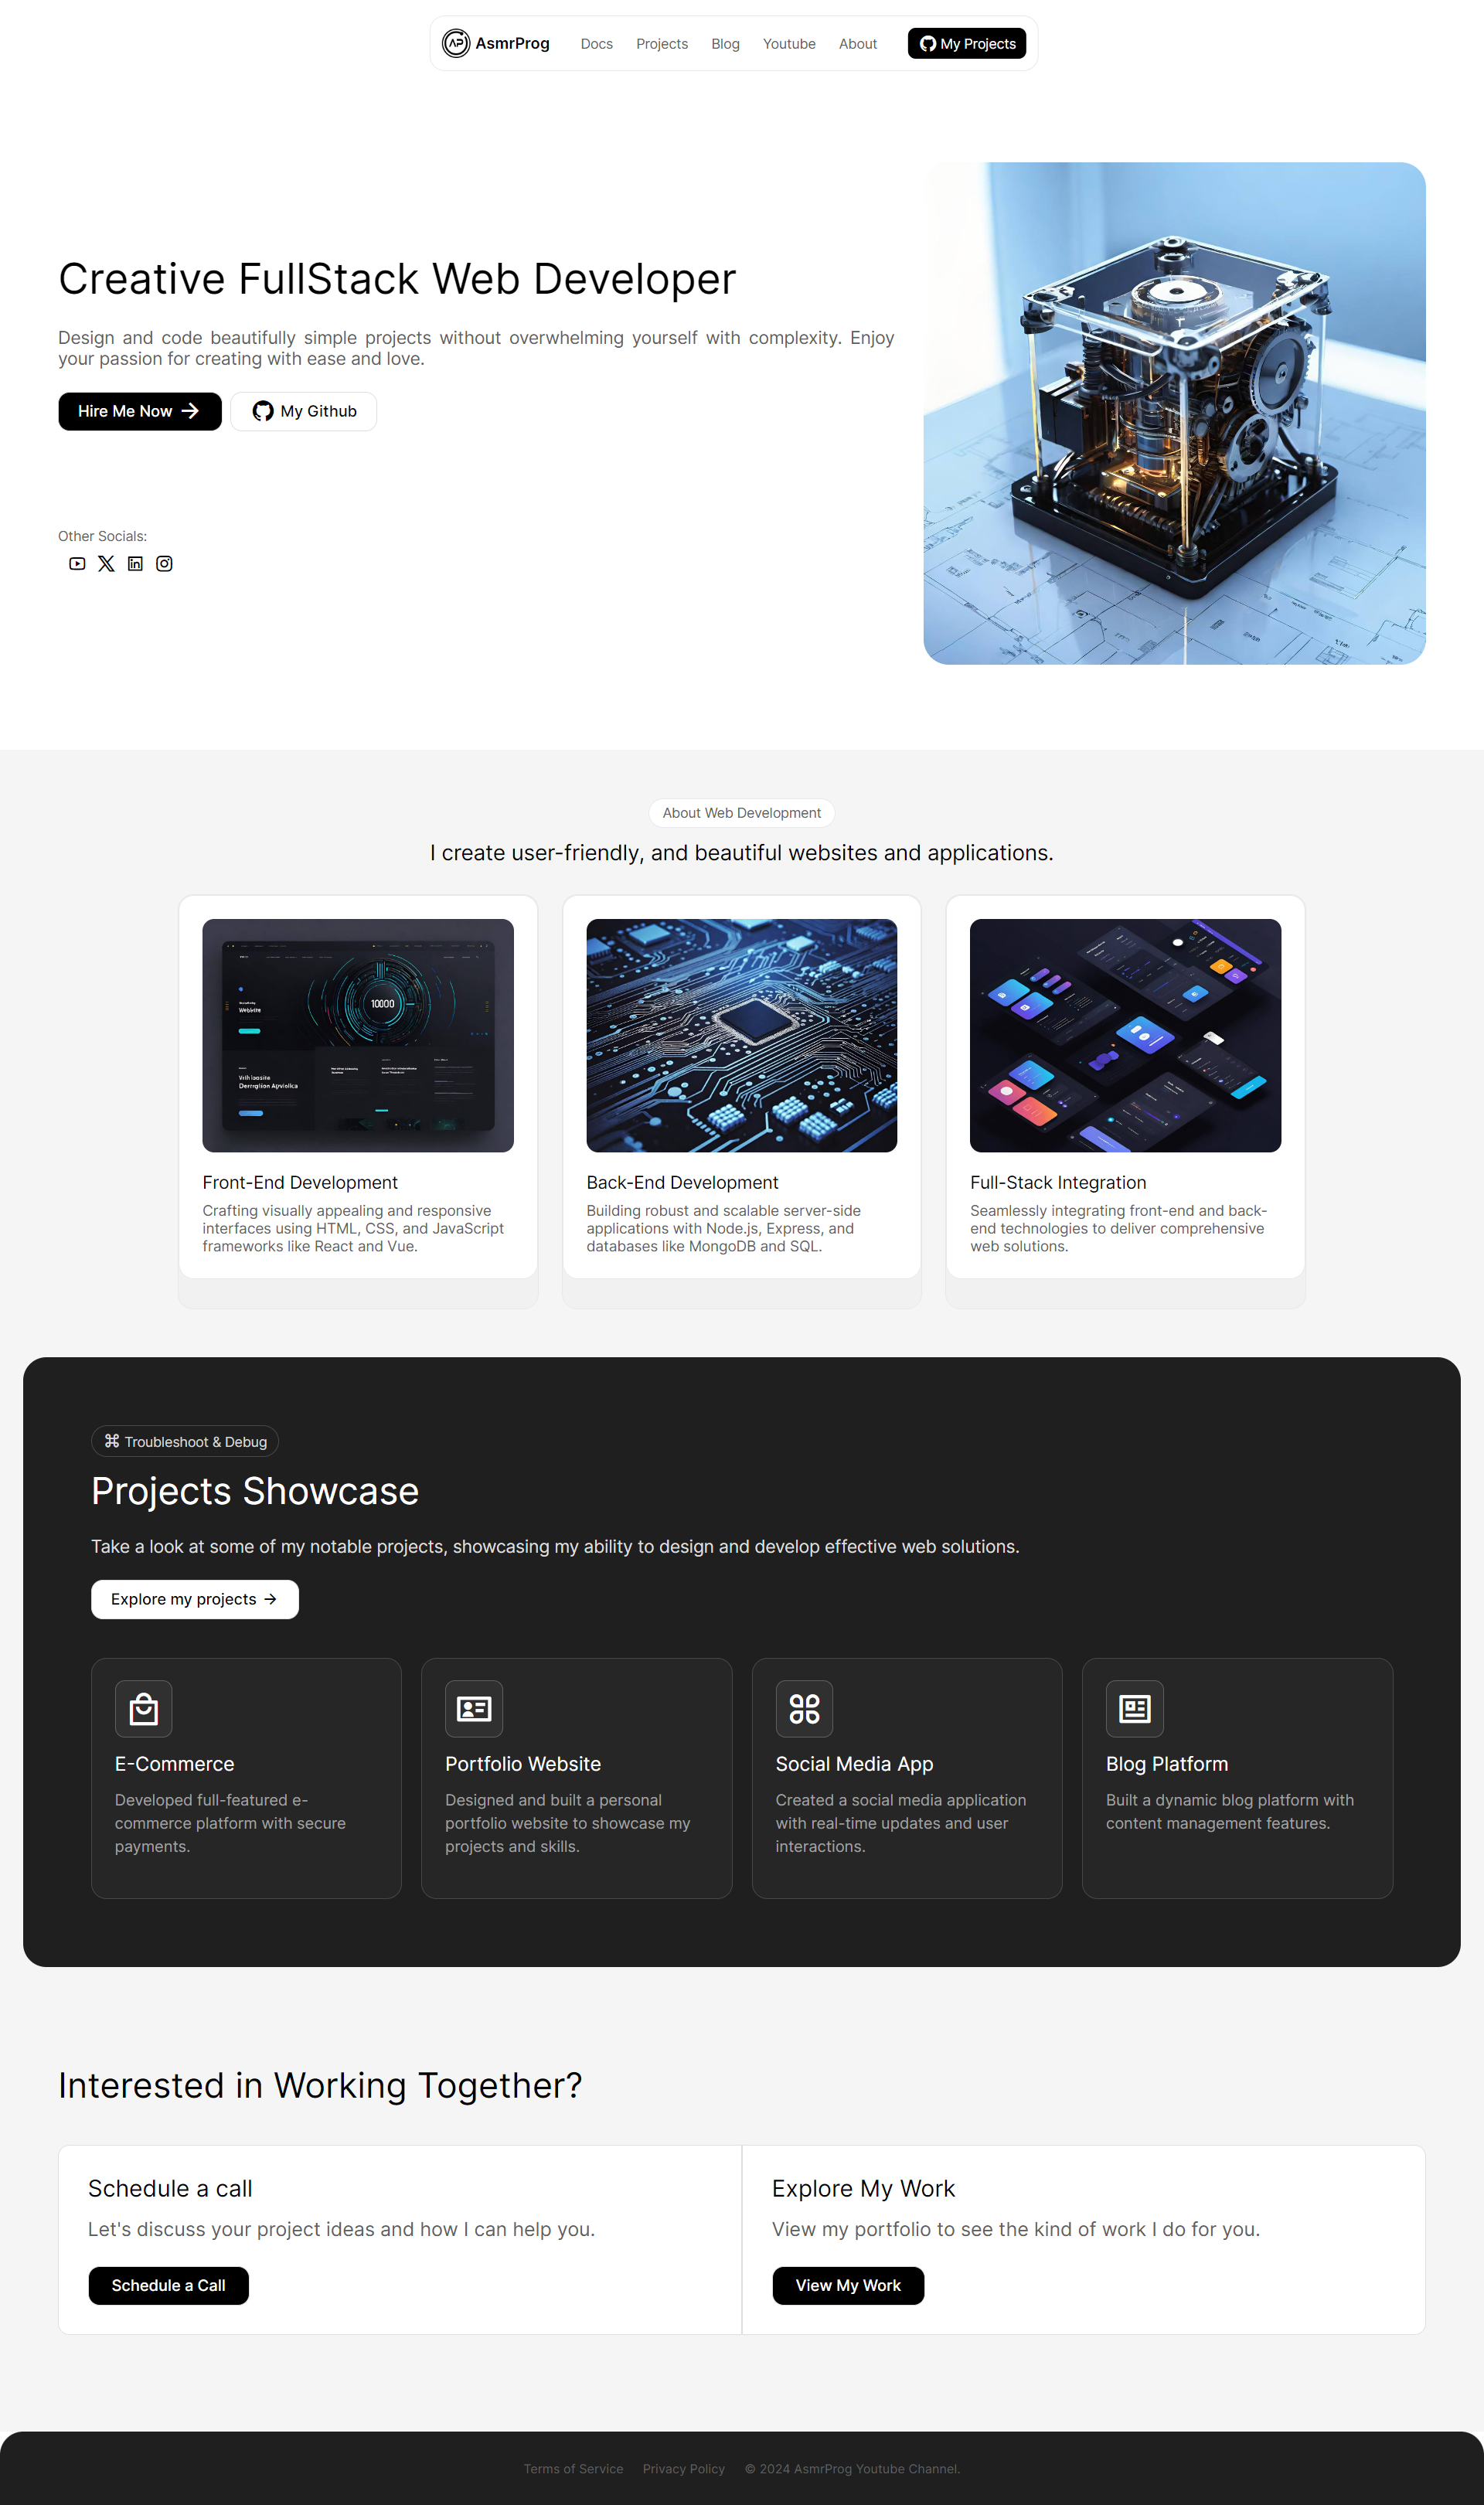 AP AsmrProg Docs Projects Blog Youtube About My Projects
Creative FullStack Web Developer
Design and code beautifully simple projects without overwhelming yourself with complexity. Enjoy
your passion for creating with ease and love.
Hire Me Now My Github
Other Socials:
About Web Development
I create user-friendly, and beautiful websites and applications.
10000
Website
Front-End Development
Crafting visually appealing and responsive
interfaces using HTML, CSS, and JavaScript
frameworks like React and Vue.
Back-End Development
Building robust and scalable server-side
applications with Node.js, Express, and
databases like MongoDB and SQL.
Full-Stack Integration
Seamlessly integrating front-end and back-
end technologies to deliver comprehensive
web solutions.
⌘ Troubleshoot & Debug
Projects Showcase
Take a look at some of my notable projects, showcasing my ability to design and develop effective web solutions.
Explore my projects
E-Commerce
Developed full-featured e-
commerce platform with secure
payments.
Portfolio Website
Designed and built a personal
portfolio website to showcase my
projects and skills.
Social Media App
Created a social media application
with real-time updates and user
interactions.
Blog Platform
Built a dynamic blog platform with
content management features.
Interested in Working Together?
Schedule a call
Let's discuss your project ideas and how I can help you.
Schedule a Call
Explore My Work
View my portfolio to see the kind of work I do for you.
View My Work
Terms of Service Privacy Policy © 2024 AsmrProg Youtube Channel.